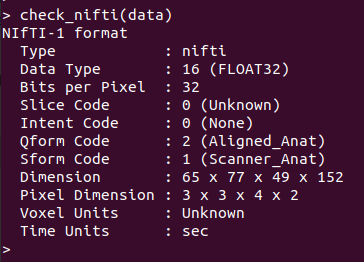 > check_nifti(data)
NIfTI-1 format
  Type            : nifti
  Data Type       : 16 (FLOAT32)
  Bits per Pixel  : 32
  Slice Code      : 0 (Unknown)
  Intent Code     : 0 (None)
  Qform Code      : 2 (Aligned_Anat)
  Sform Code      : 1 (Scanner_Anat)
  Dimension       : 65 x 77 x 49 x 152
  Pixel Dimension : 3 x 3 x 4 x 2
  Voxel Units     : Unknown
  Time Units      : sec
>